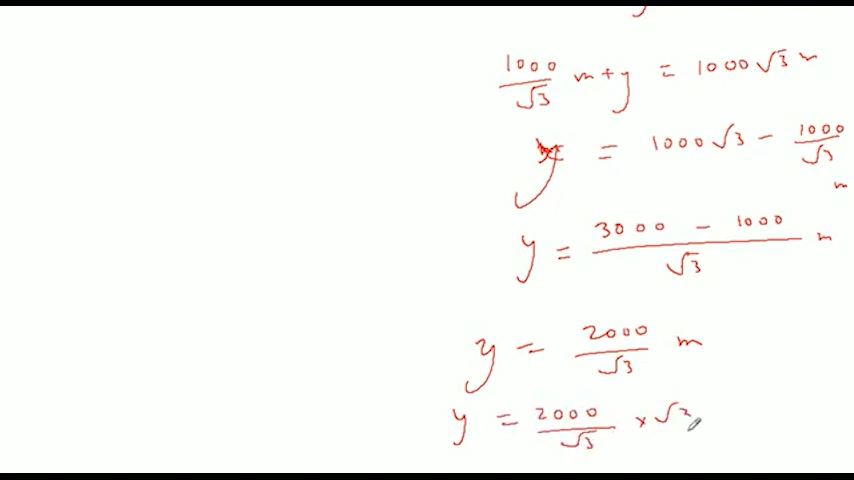 1000/√3 m + y = 1000√3 m
y = 1000√3 - 1000/√3 m
y = (3000 - 1000)/√3 m
y = 2000/√3 m
y = 2000/√3 × √3